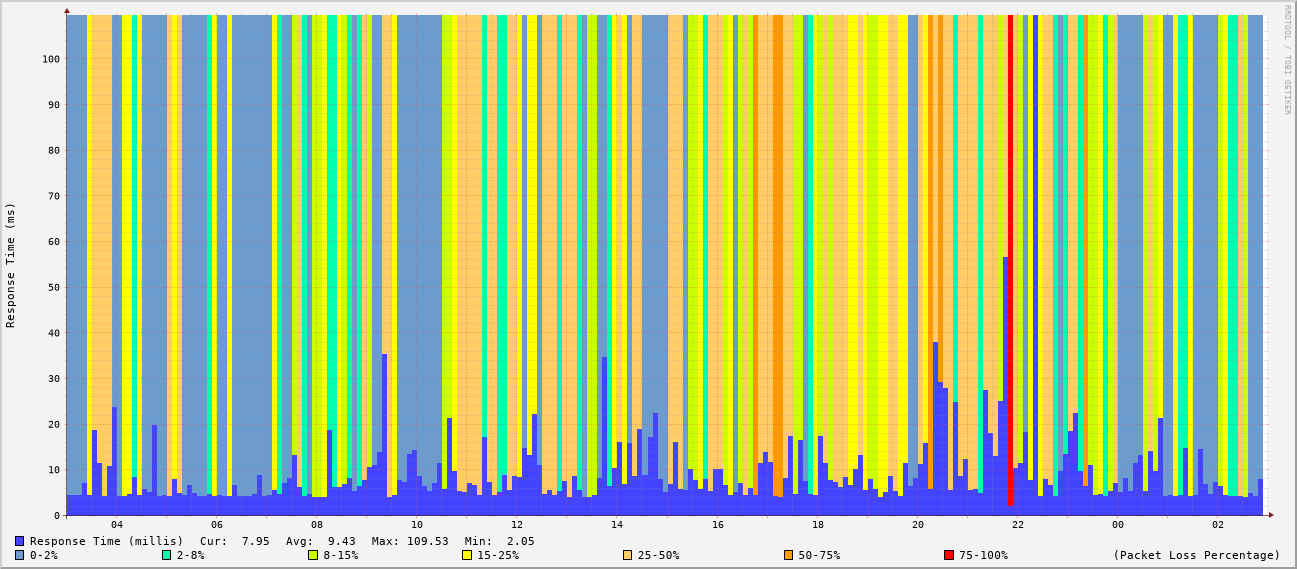 RRDTOOL / TOBI OETIKER
Response Time (ms)
100
90
80
70
60
50
40
30
20
10
0
04 06 08 10 12 14 16 18 20 22 00 02
Response Time (millis) Cur: 7.95 Avg: 9.43 Max: 109.53 Min: 2.05
0-2% 2-8% 8-15% 15-25% 25-50% 50-75% 75-100% (Packet Loss Percentage)